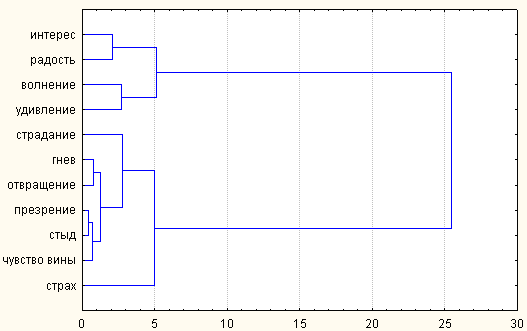 интерес
радость
волнение
удивление
страдание
гнев
отвращение
презрение
стыд
чувство вины
страх
0 5 10 15 20 25 30